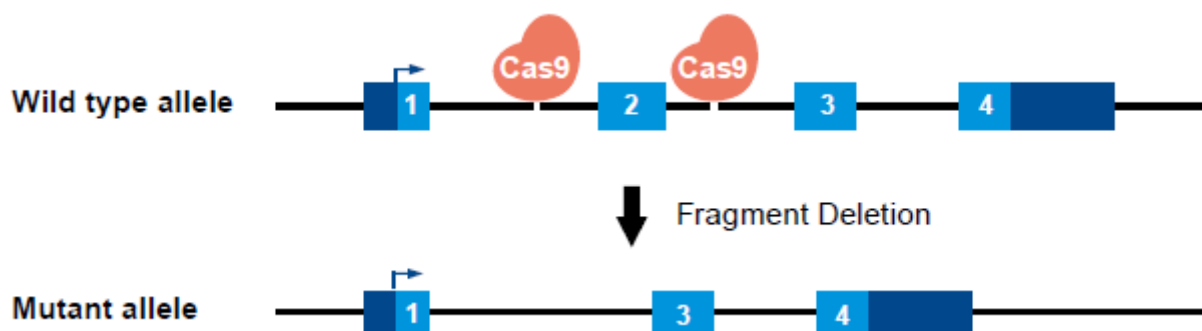 Cas9 Cas9
Wild type allele 1 2 3 4
Fragment Deletion
Mutant allele 1 3 4